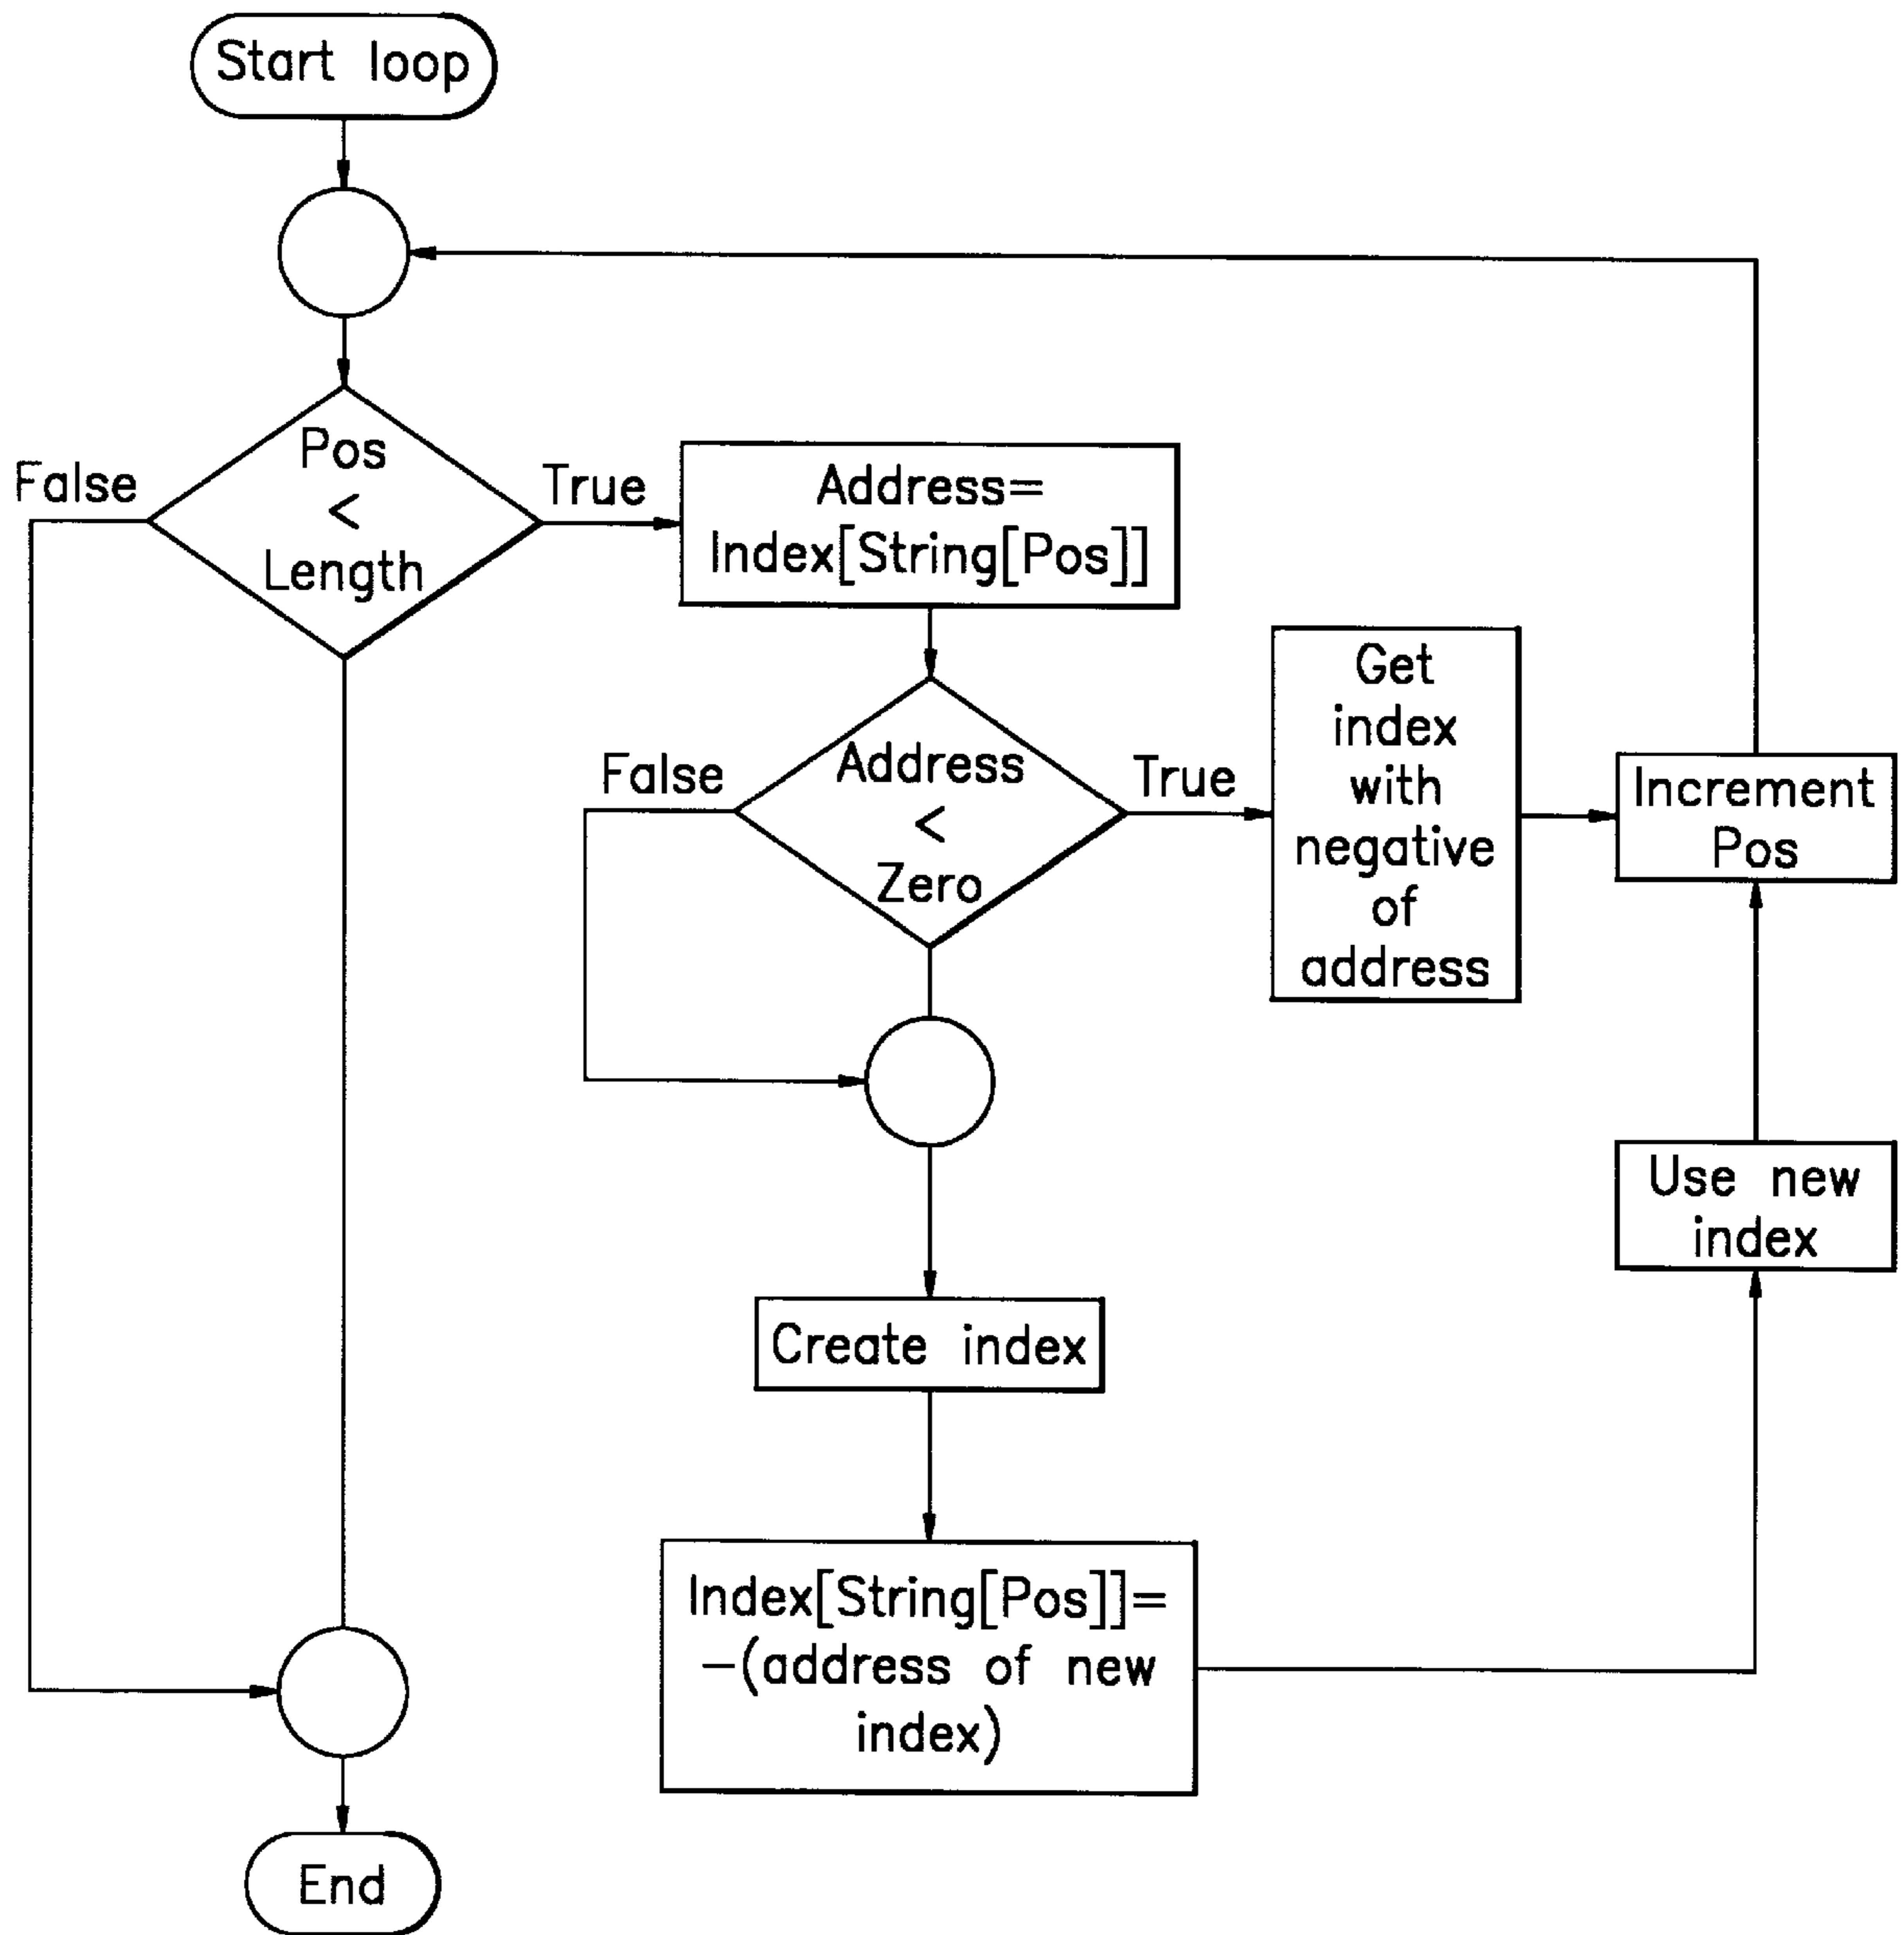 Start loop
Pos
<
Length
False
True
Address=
Index[String[Pos]]
Address
<
Zero
False
True
Get
index
with
negative
of
address
Increment
Pos
Use new
index
Create index
Index[String[Pos]]=
-(address of new
index)
End